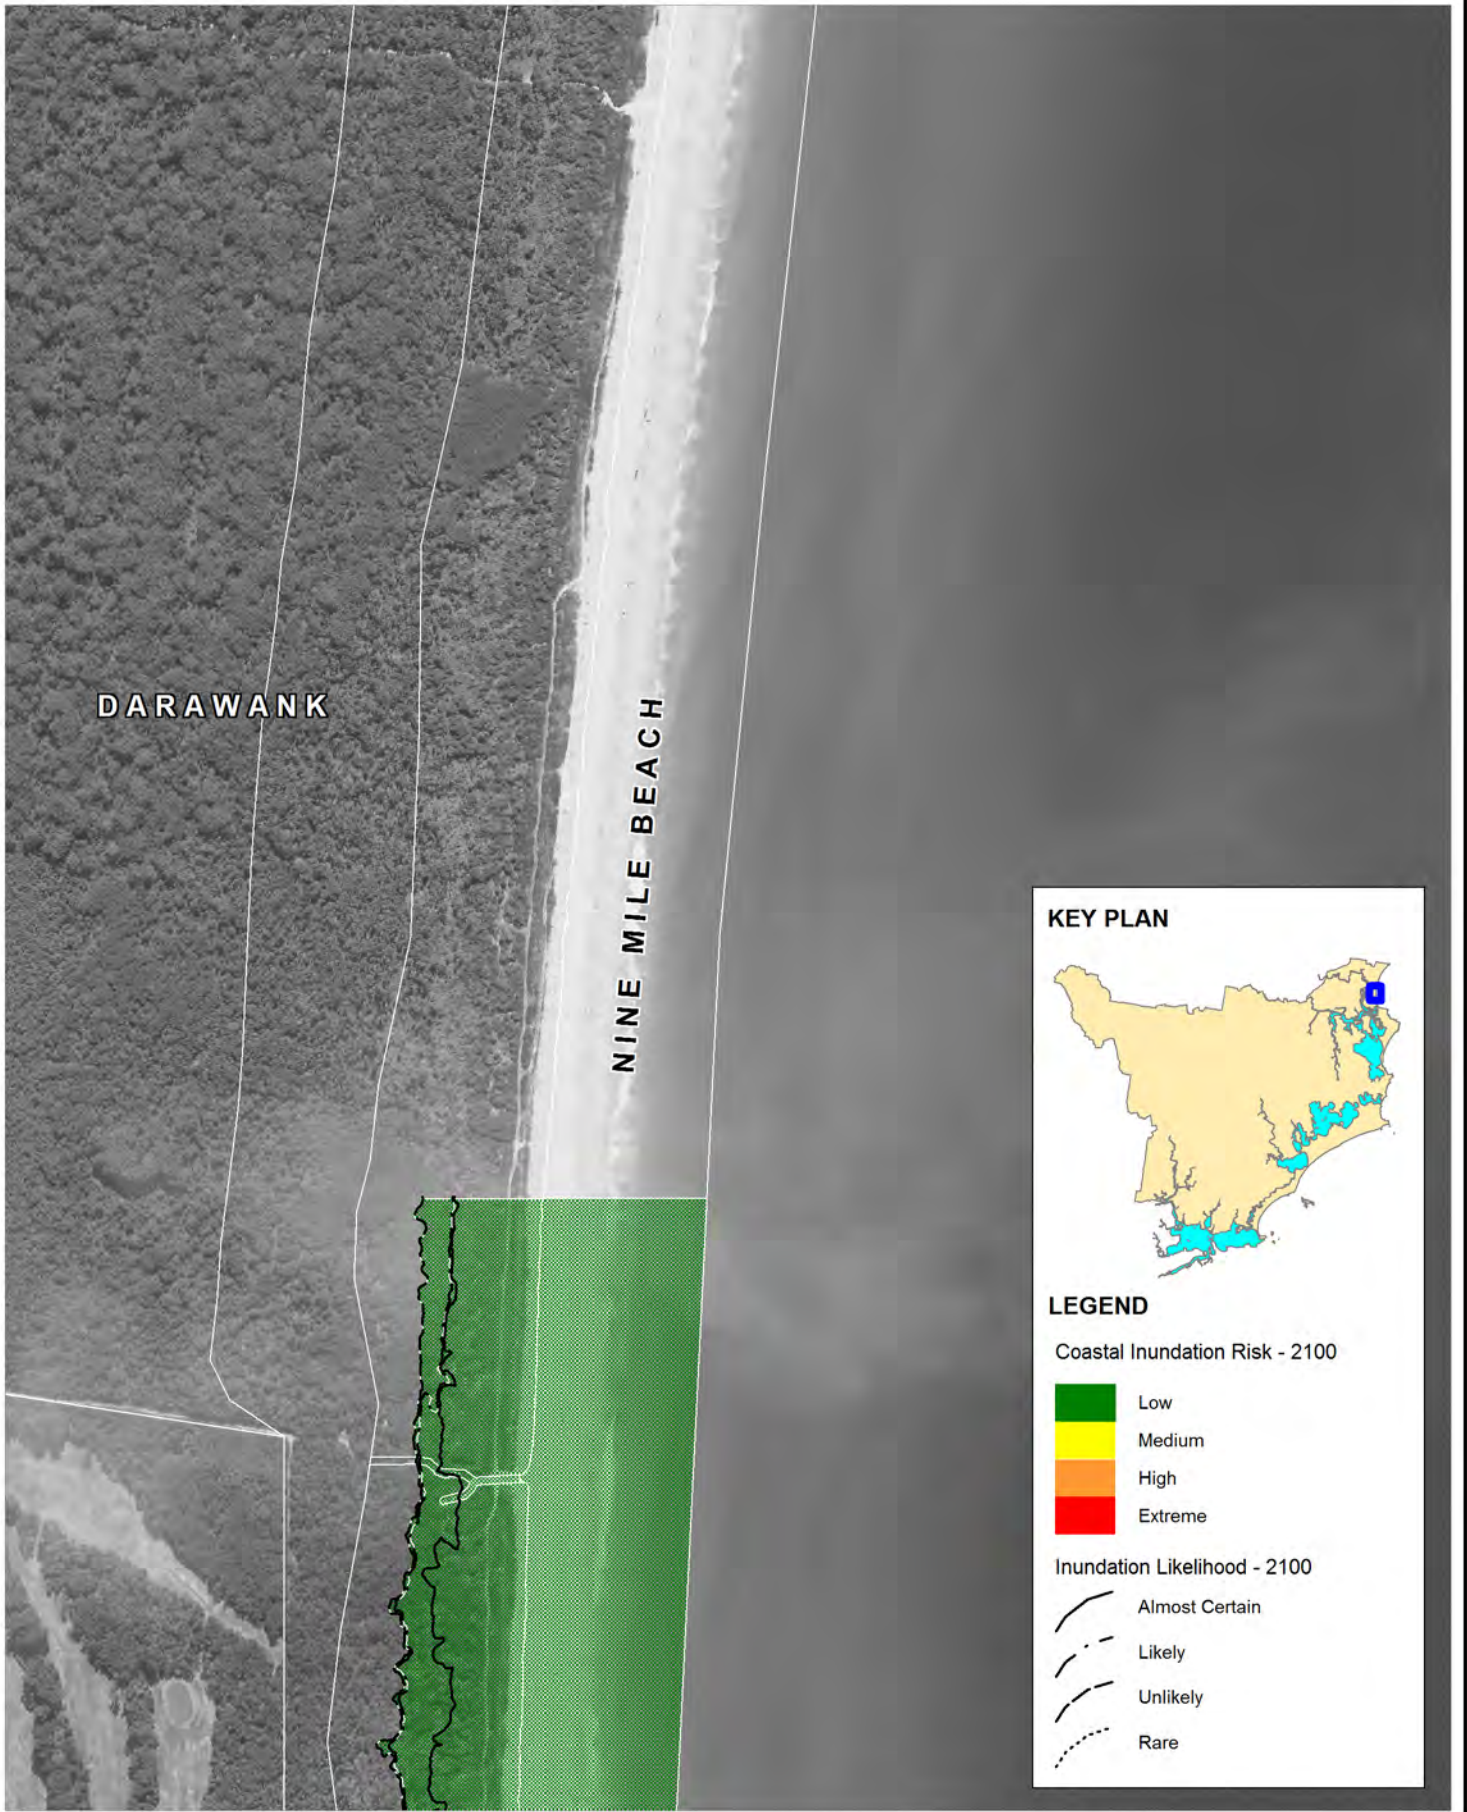 DARAWANK
NINE MILE BEACH
KEY PLAN
LEGEND
Coastal Inundation Risk - 2100
Low
Medium
High
Extreme
Inundation Likelihood - 2100
Almost Certain
Likely
Unlikely
Rare